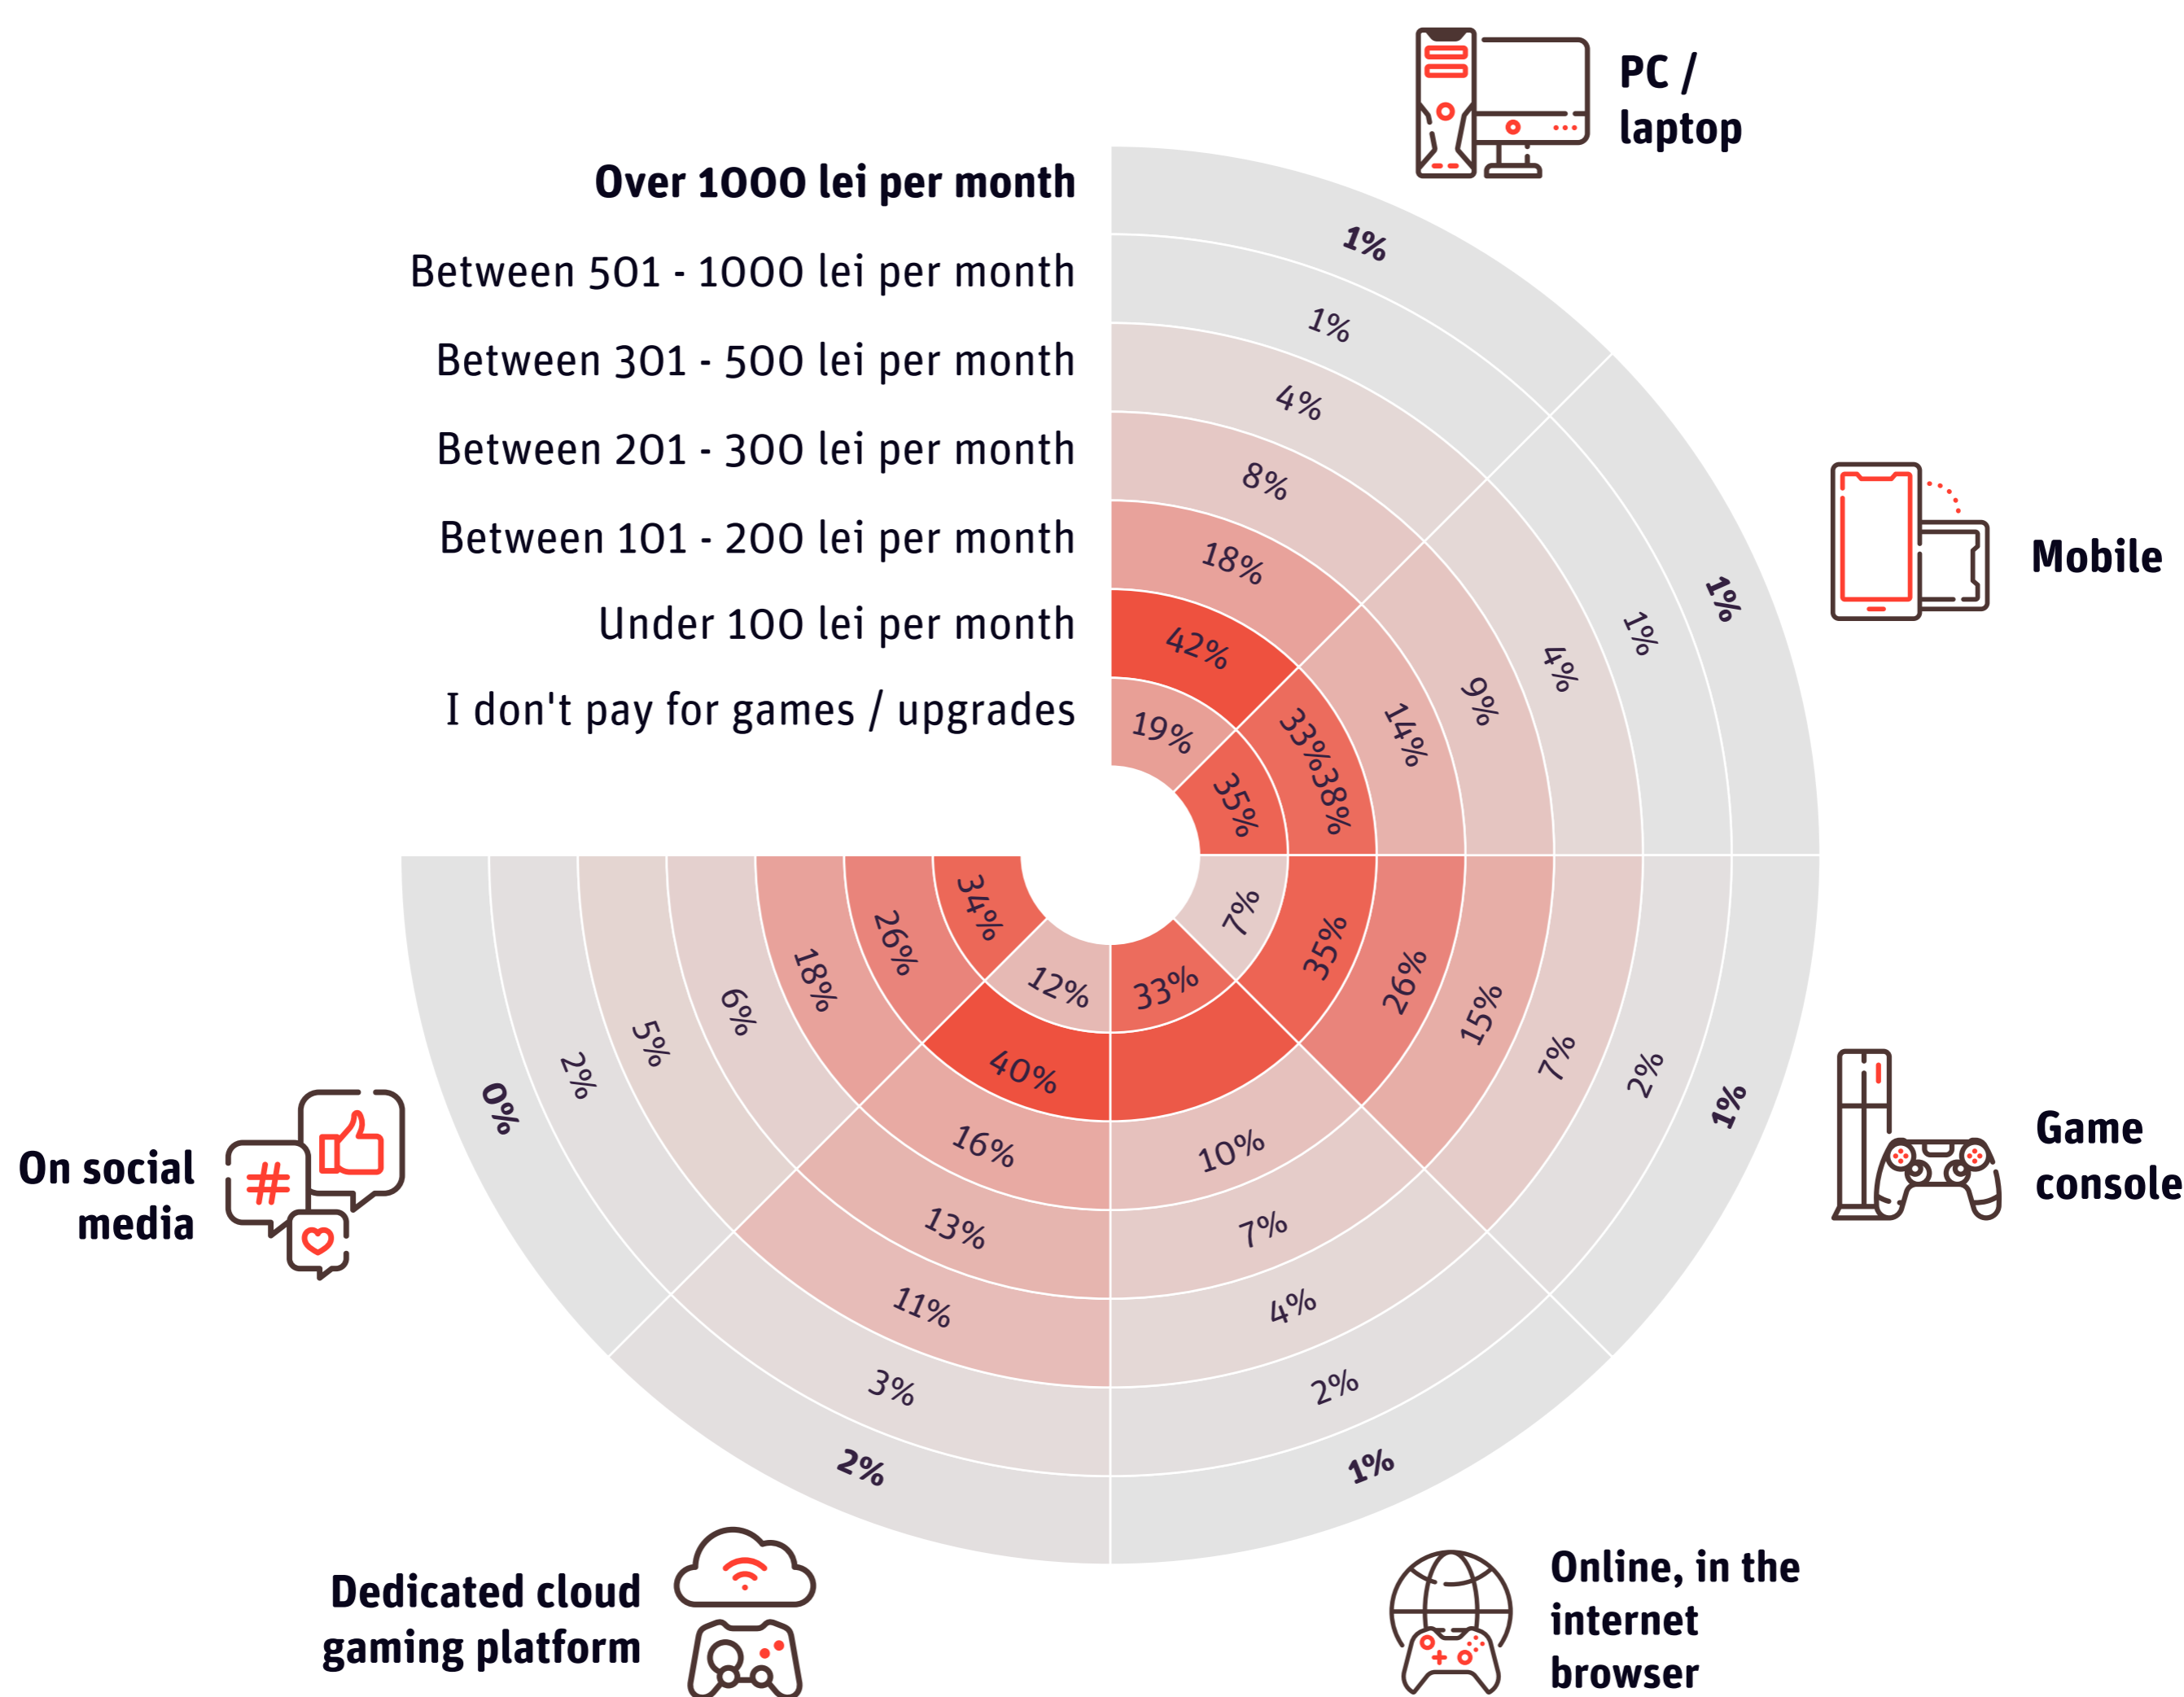 PC /
laptop
Over 1000 lei per month
Between 501 - 1000 lei per month
Between 301 - 500 lei per month
Between 201 - 300 lei per month
Between 101 - 200 lei per month
Under 100 lei per month
I don't pay for games / upgrades
1%
1%
4%
8%
18%
42%
19%
Mobile
1%
1%
4%
9%
14%
33%
38%
35%
Game
console
1%
2%
7%
15%
26%
35%
7%
Online, in the
internet
browser
33%
10%
7%
4%
2%
1%
Dedicated cloud
gaming platform
12%
40%
16%
13%
11%
3%
2%
On social
media
#
34%
26%
18%
6%
5%
2%
0%